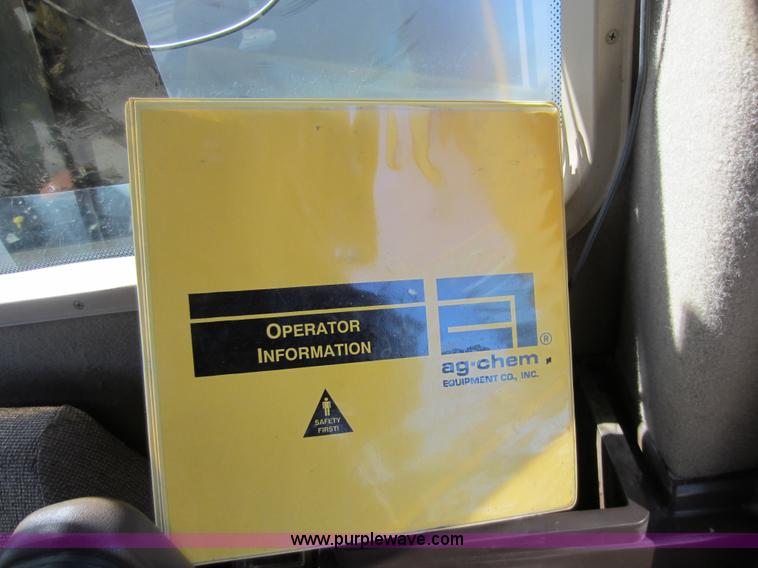 OPERATOR
INFORMATION
®
ag·chem
EQUIPMENT CO., INC.
SAFETY
FIRST!
www.purplewave.com